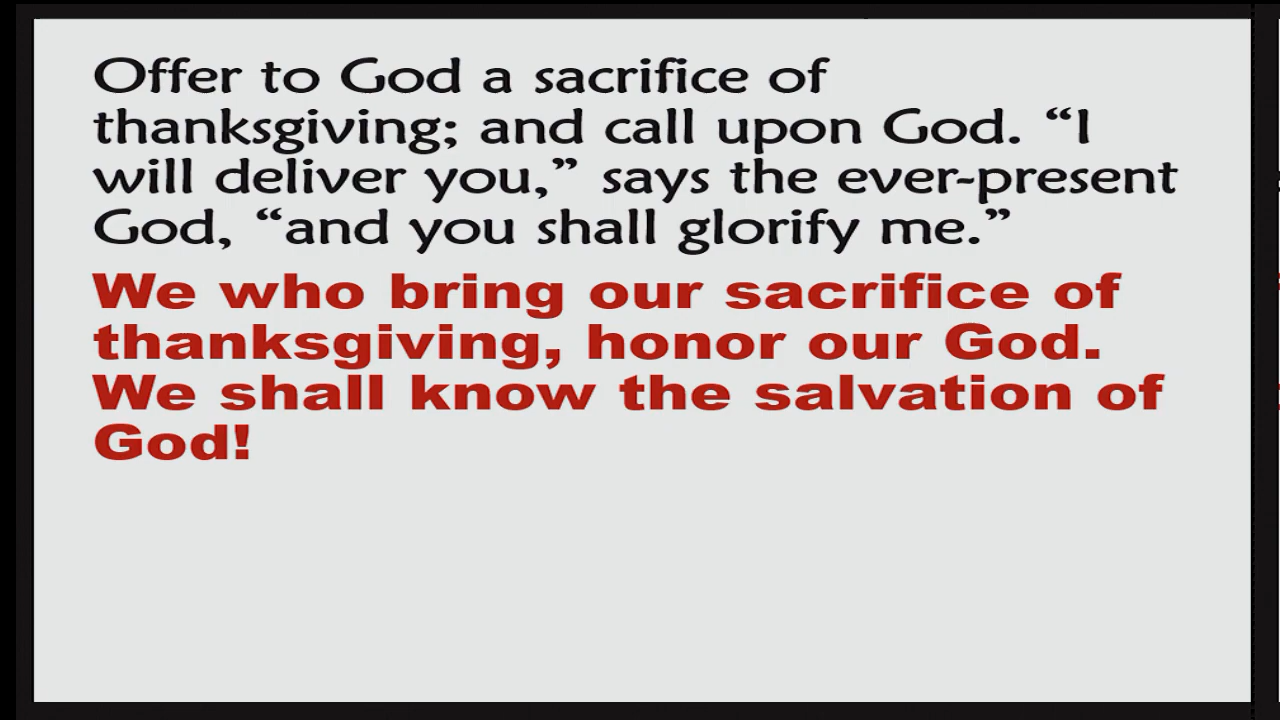 Offer to God a sacrifice of
thanksgiving; and call upon God. “I
will deliver you,” says the ever-present
God, “and you shall glorify me.”
We who bring our sacrifice of
thanksgiving, honor our God.
We shall know the salvation of
God!